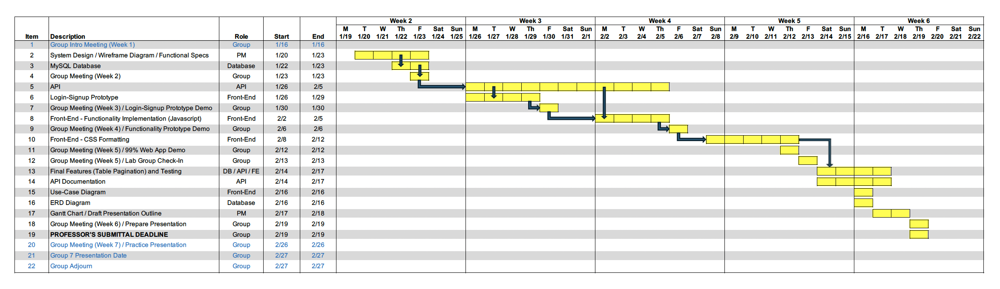 Week 2 Week 3 Week 4 Week 5 Week 6
M T W Th F Sat Sun M T W Th F Sat Sun M T W Th F Sat Sun M T W Th F Sat Sun M T W Th F Sat Sun
Item Description Role Start End 1/19 1/20 1/21 1/22 1/23 1/24 1/25 1/26 1/27 1/28 1/29 1/30 1/31 2/1 2/2 2/3 2/4 2/5 2/6 2/7 2/8 2/9 2/10 2/11 2/12 2/13 2/14 2/15 2/16 2/17 2/18 2/19 2/20 2/21 2/22
1 Group Intro Meeting (Week 1) Group 1/16 1/16
2 System Design / Wireframe Diagram / Functional Specs PM 1/20 1/23
3 MySQL Database Database 1/22 1/23
4 Group Meeting (Week 2) Group 1/23 1/23
5 API API 1/26 2/5
6 Login-Signup Prototype Front-End 1/26 1/29
7 Group Meeting (Week 3) / Login-Signup Prototype Demo Group 1/30 1/30
8 Front-End - Functionality Implementation (Javascript) Front-End 2/2 2/5
9 Group Meeting (Week 4) / Functionality Prototype Demo Group 2/6 2/6
10 Front-End - CSS Formatting Front-End 2/8 2/12
11 Group Meeting (Week 5) / 99% Web App Demo Group 2/12 2/12
12 Group Meeting (Week 5) / Lab Group Check-In Group 2/13 2/13
13 Final Features (Table Pagination) and Testing DB / API / FE 2/14 2/17
14 API Documentation API 2/14 2/17
15 Use-Case Diagram Front-End 2/16 2/16
16 ERD Diagram Database 2/16 2/16
17 Gantt Chart / Draft Presentation Outline PM 2/17 2/18
18 Group Meeting (Week 6) / Prepare Presentation Group 2/19 2/19
19 PROFESSOR'S SUBMITTAL DEADLINE Group 2/19 2/19
20 Group Meeting (Week 7) / Practice Presentation Group 2/26 2/26
21 Group 7 Presentation Date Group 2/27 2/27
22 Group Adjourn Group 2/27 2/27